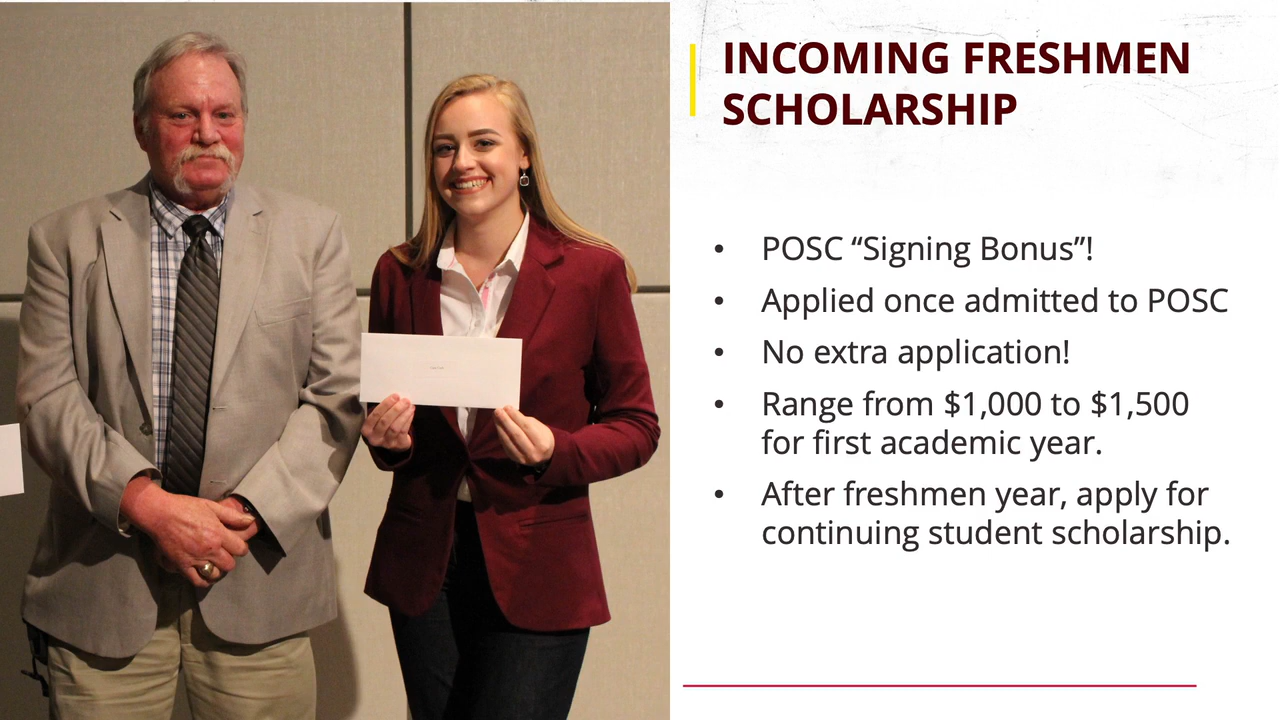 INCOMING FRESHMEN
SCHOLARSHIP
• POSC “Signing Bonus”!
• Applied once admitted to POSC
• No extra application!
• Range from $1,000 to $1,500
for first academic year.
• After freshmen year, apply for
continuing student scholarship.